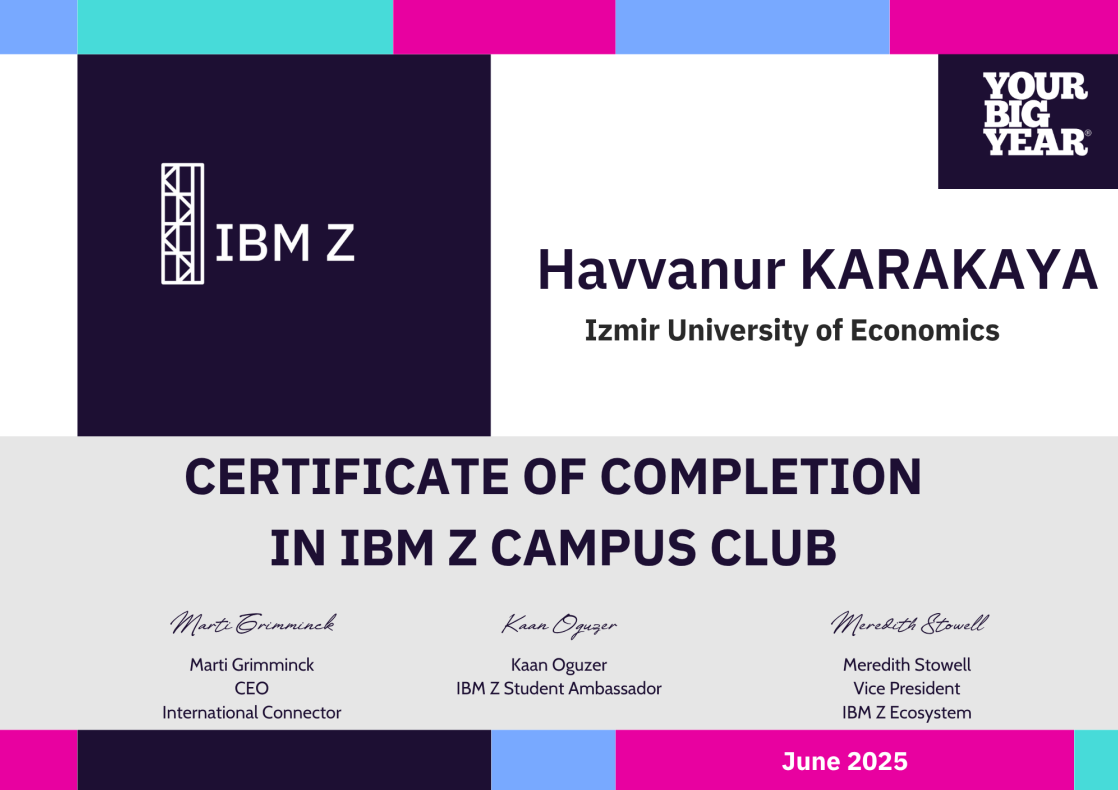 YOUR
BIG
YEAR®
IBM Z
Havvanur KARAKAYA
Izmir University of Economics
CERTIFICATE OF COMPLETION
IN IBM Z CAMPUS CLUB
Marti Grimminck
Marti Grimminck
CEO
International Connector
Kaan Oguzer
Kaan Oguzer
IBM Z Student Ambassador
Meredith Stowell
Meredith Stowell
Vice President
IBM Z Ecosystem
June 2025